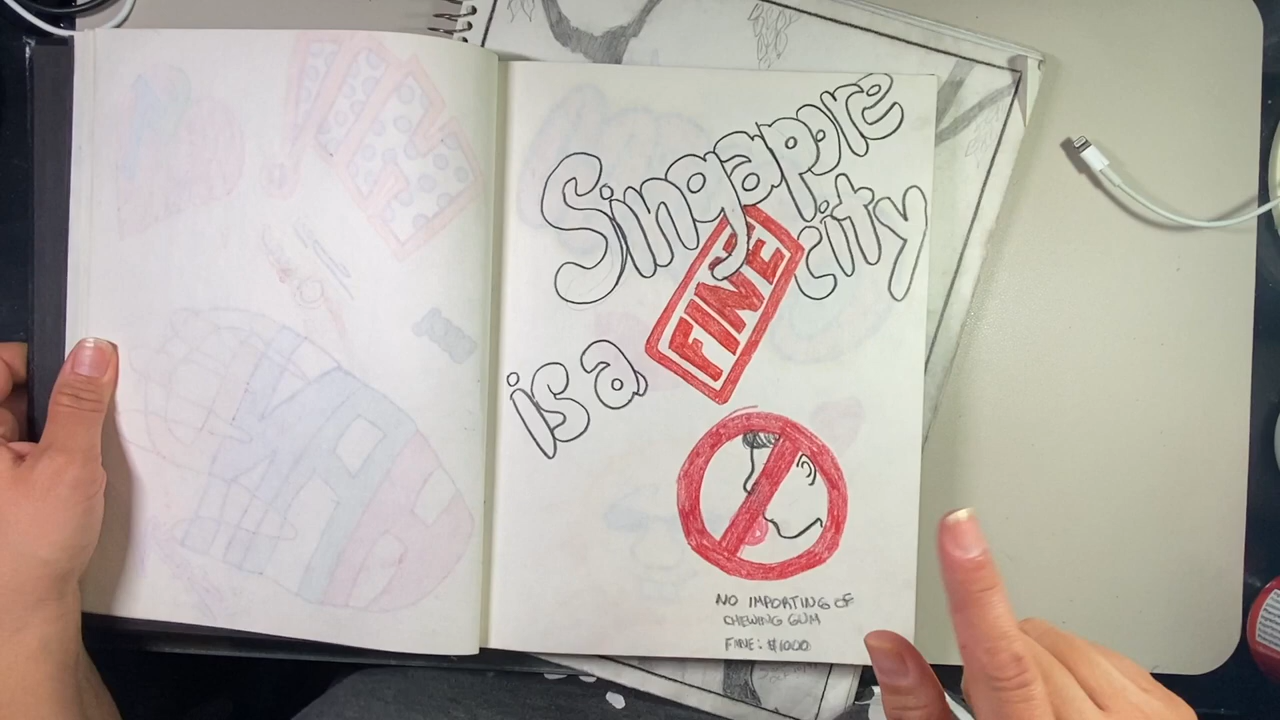 Singapore
city
is a FINE
NO IMPORTING OF
CHEWING GUM
FINE: $1000